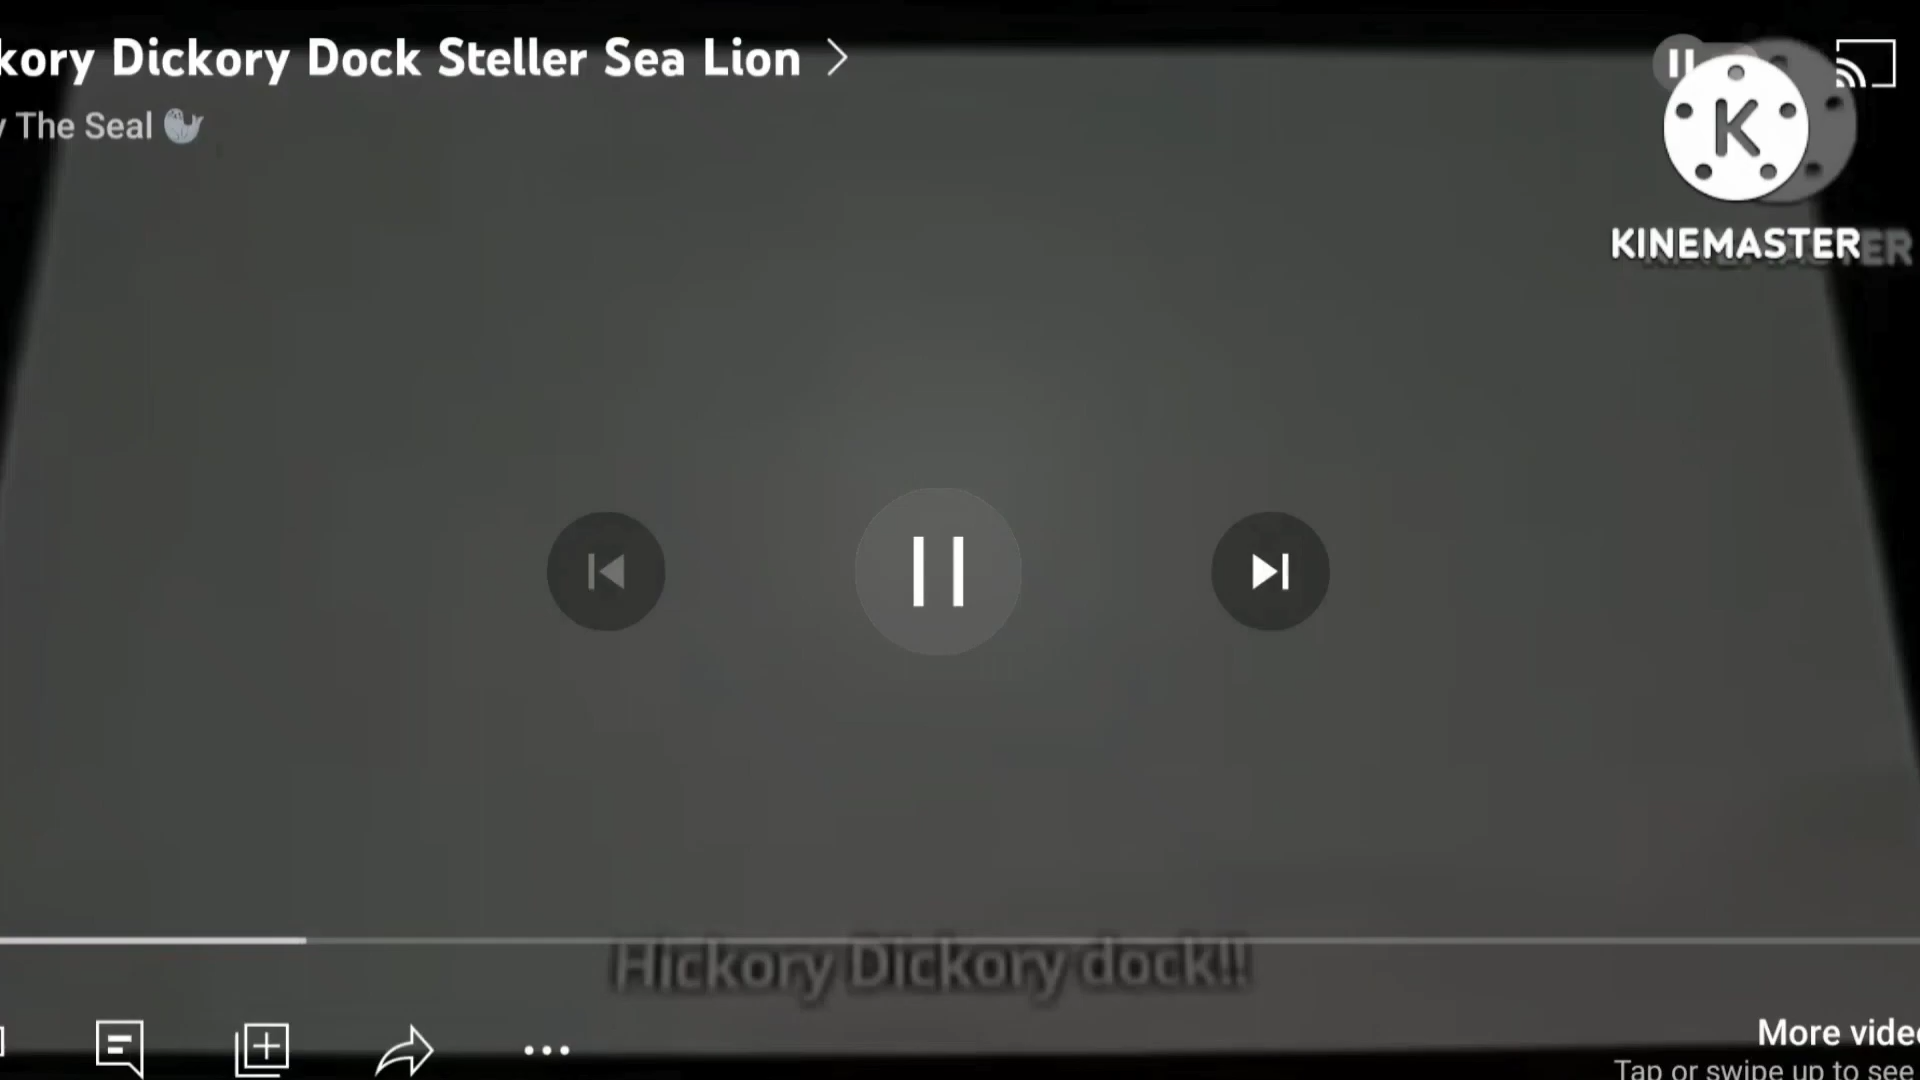 kory Dickory Dock Steller Sea Lion
y The Seal
K
KINEMASTER
ER
Hickory Dickory dock!!
More vide
Tap or swipe up to see